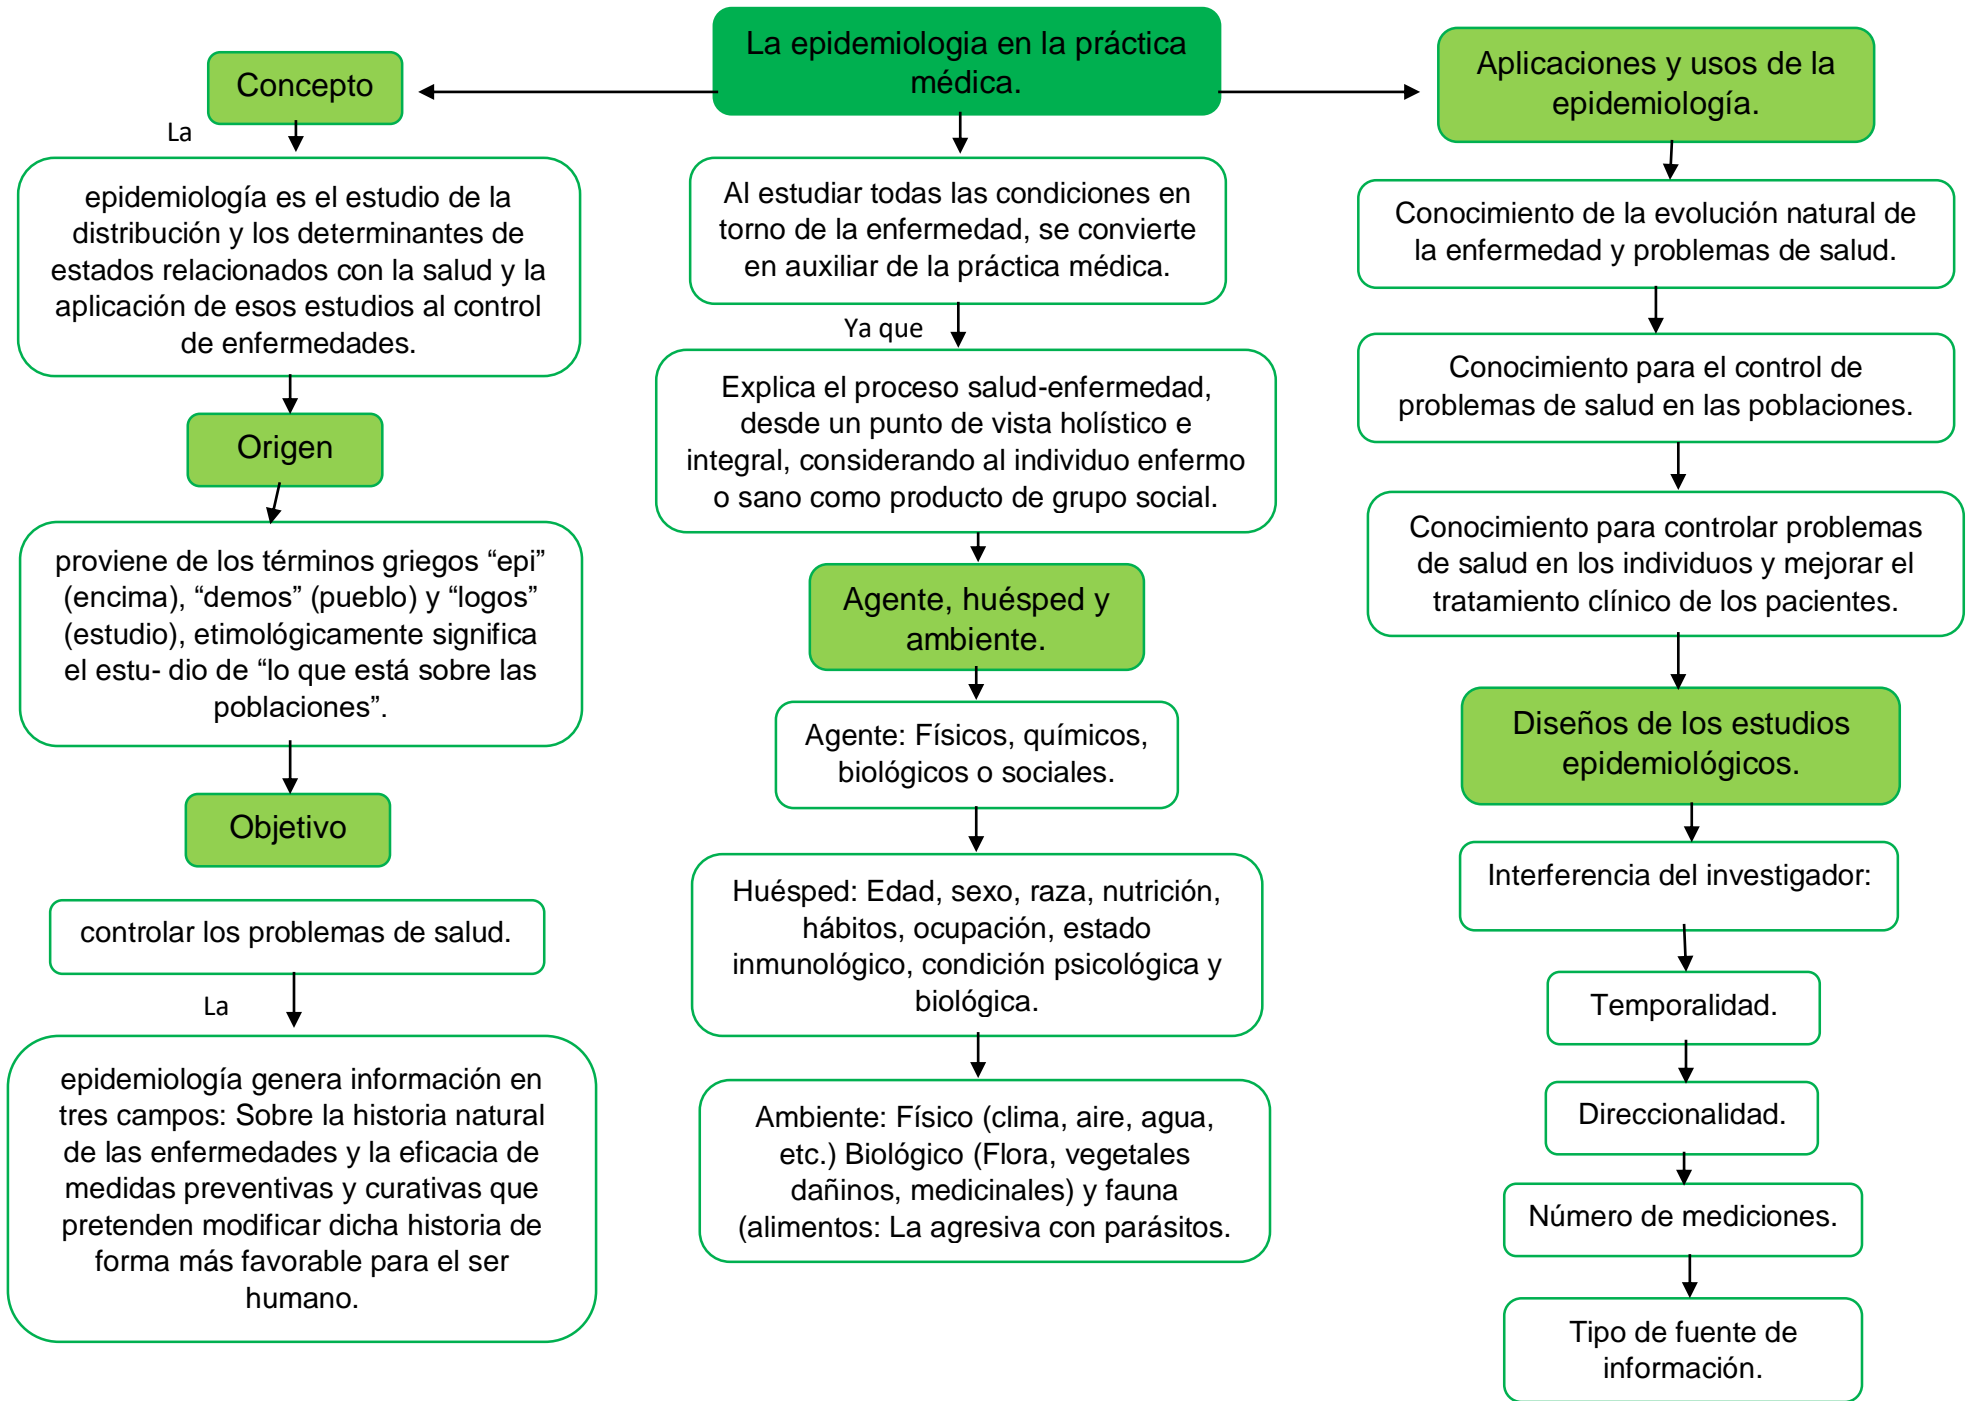 La epidemiologia en la práctica
médica.
Concepto
La
epidemiología es el estudio de la
distribución y los determinantes de
estados relacionados con la salud y la
aplicación de esos estudios al control
de enfermedades.
Origen
proviene de los términos griegos “epi”
(encima), “demos” (pueblo) y “logos”
(estudio), etimológicamente significa
el estu- dio de “lo que está sobre las
poblaciones”.
Objetivo
controlar los problemas de salud.
La
epidemiología genera información en
tres campos: Sobre la historia natural
de las enfermedades y la eficacia de
medidas preventivas y curativas que
pretenden modificar dicha historia de
forma más favorable para el ser
humano.
Al estudiar todas las condiciones en
torno de la enfermedad, se convierte
en auxiliar de la práctica médica.
Ya que
Explica el proceso salud-enfermedad,
desde un punto de vista holístico e
integral, considerando al individuo enfermo
o sano como producto de grupo social.
Agente, huésped y
ambiente.
Agente: Físicos, químicos,
biológicos o sociales.
Huésped: Edad, sexo, raza, nutrición,
hábitos, ocupación, estado
inmunológico, condición psicológica y
biológica.
Ambiente: Físico (clima, aire, agua,
etc.) Biológico (Flora, vegetales
dañinos, medicinales) y fauna
(alimentos: La agresiva con parásitos.
Aplicaciones y usos de la
epidemiología.
Conocimiento de la evolución natural de
la enfermedad y problemas de salud.
Conocimiento para el control de
problemas de salud en las poblaciones.
Conocimiento para controlar problemas
de salud en los individuos y mejorar el
tratamiento clínico de los pacientes.
Diseños de los estudios
epidemiológicos.
Interferencia del investigador:
Temporalidad.
Direccionalidad.
Número de mediciones.
Tipo de fuente de
información.